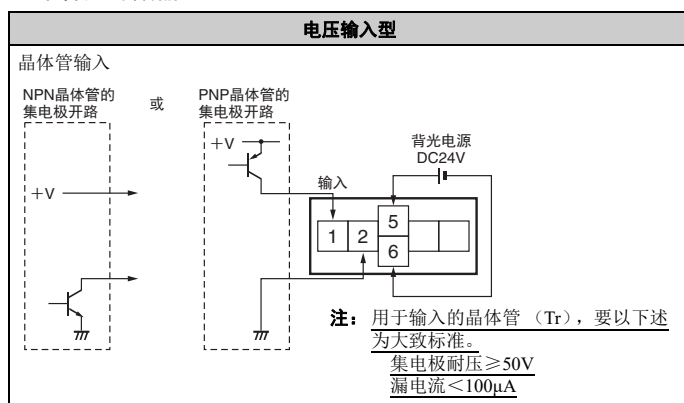 电压输入型
晶体管输入
NPN晶体管的
集电极开路
或
PNP晶体管的
集电极开路
+V
+V
输入
背光电源
DC24V
1 2 5
6
注：用于输入的晶体管 （Tr），要以下述
为大致标准。
集电极耐压≥50V
漏电流＜100μA